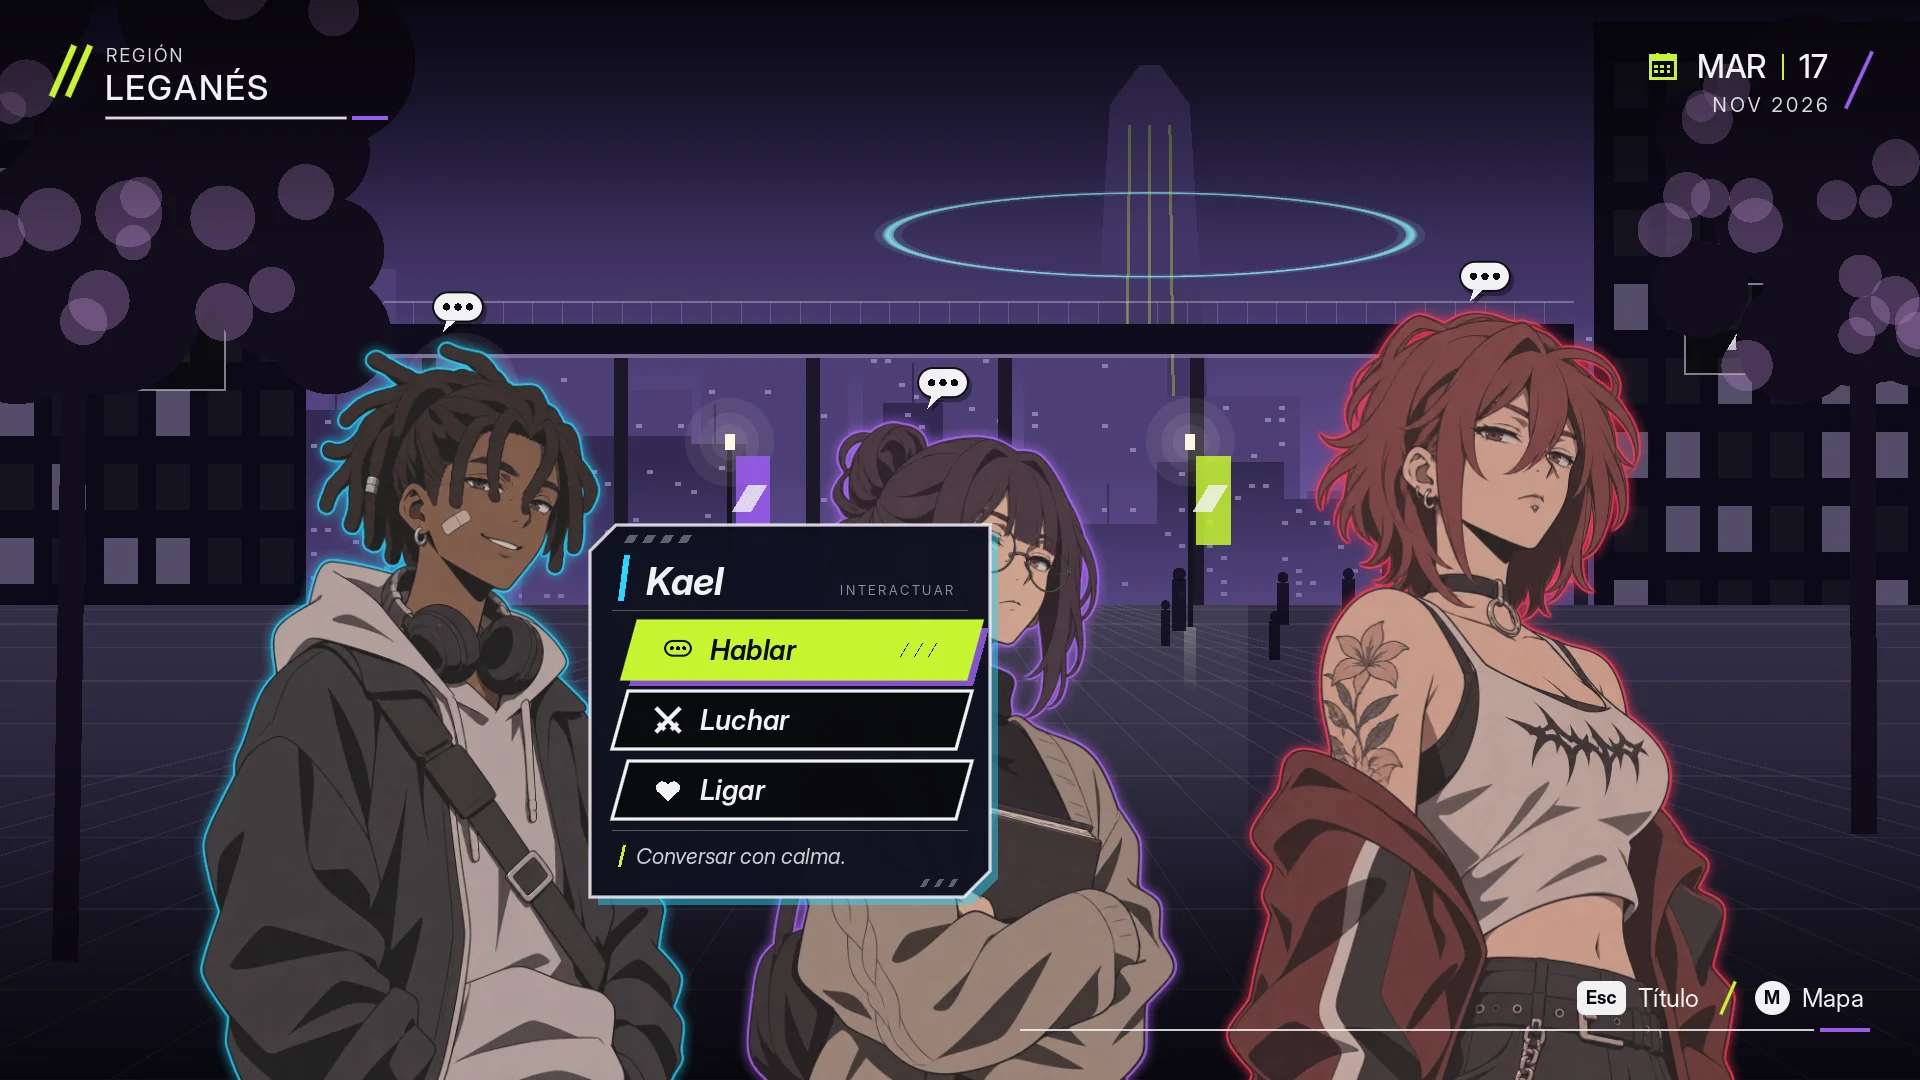 REGIÓN
LEGANÉS
MAR | 17
NOV 2026
Kael
INTERACTUAR
Hablar
Luchar
Ligar
Conversar con calma.
Esc Título
M Mapa